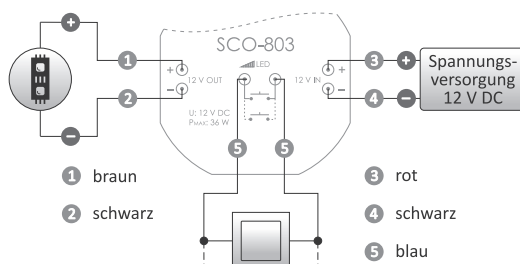 SCO-803
LED
+ 12 V OUT 12 V IN +
− −
U: 12 V DC
PMAX: 36 W
+
−
1
2
3 +
4 −
Spannungs-
versorgung
12 V DC
5 5
1 braun
2 schwarz
3 rot
4 schwarz
5 blau